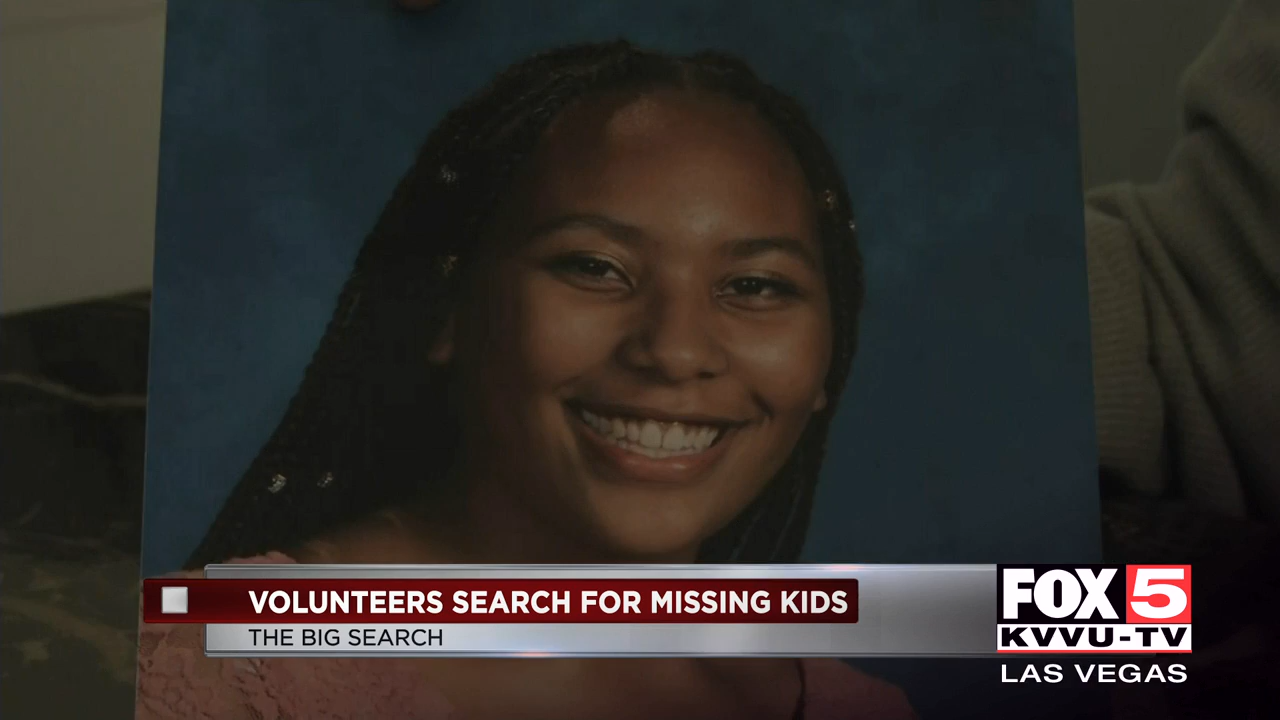 VOLUNTEERS SEARCH FOR MISSING KIDS
THE BIG SEARCH
FOX 5
KVVU-TV
LAS VEGAS